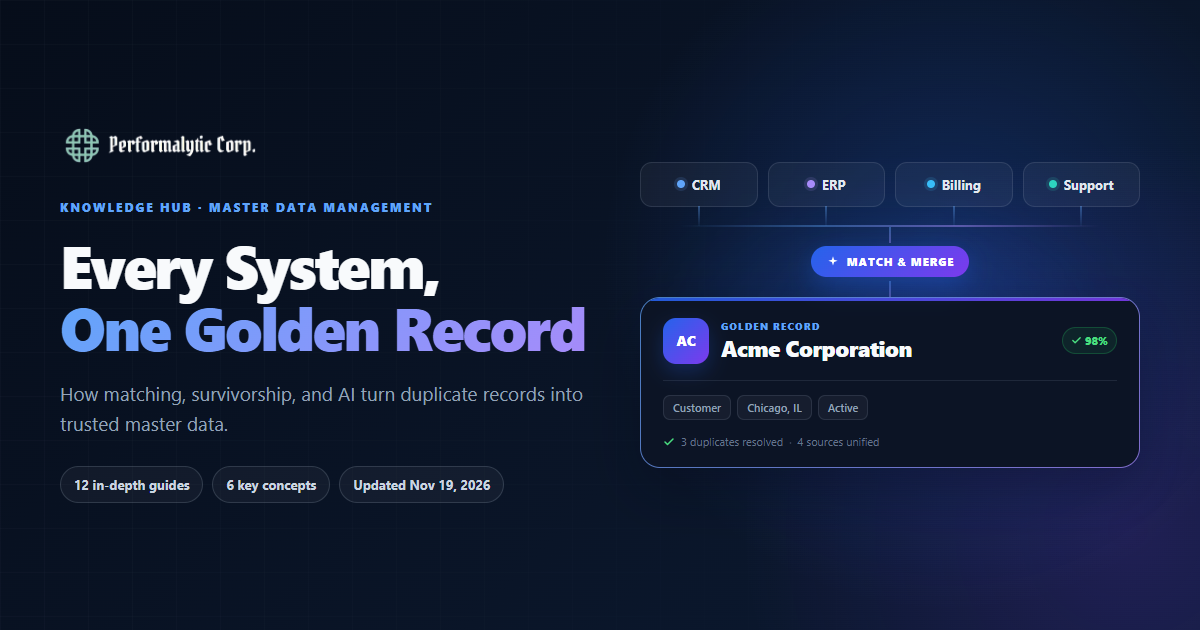 Performalytic Corp.
KNOWLEDGE HUB · MASTER DATA MANAGEMENT
Every System,
One Golden Record
How matching, survivorship, and AI turn duplicate records into
trusted master data.
12 in-depth guides
6 key concepts
Updated Nov 19, 2026
CRM
ERP
Billing
Support
MATCH & MERGE
AC
GOLDEN RECORD
Acme Corporation
98%
Customer
Chicago, IL
Active
3 duplicates resolved · 4 sources unified